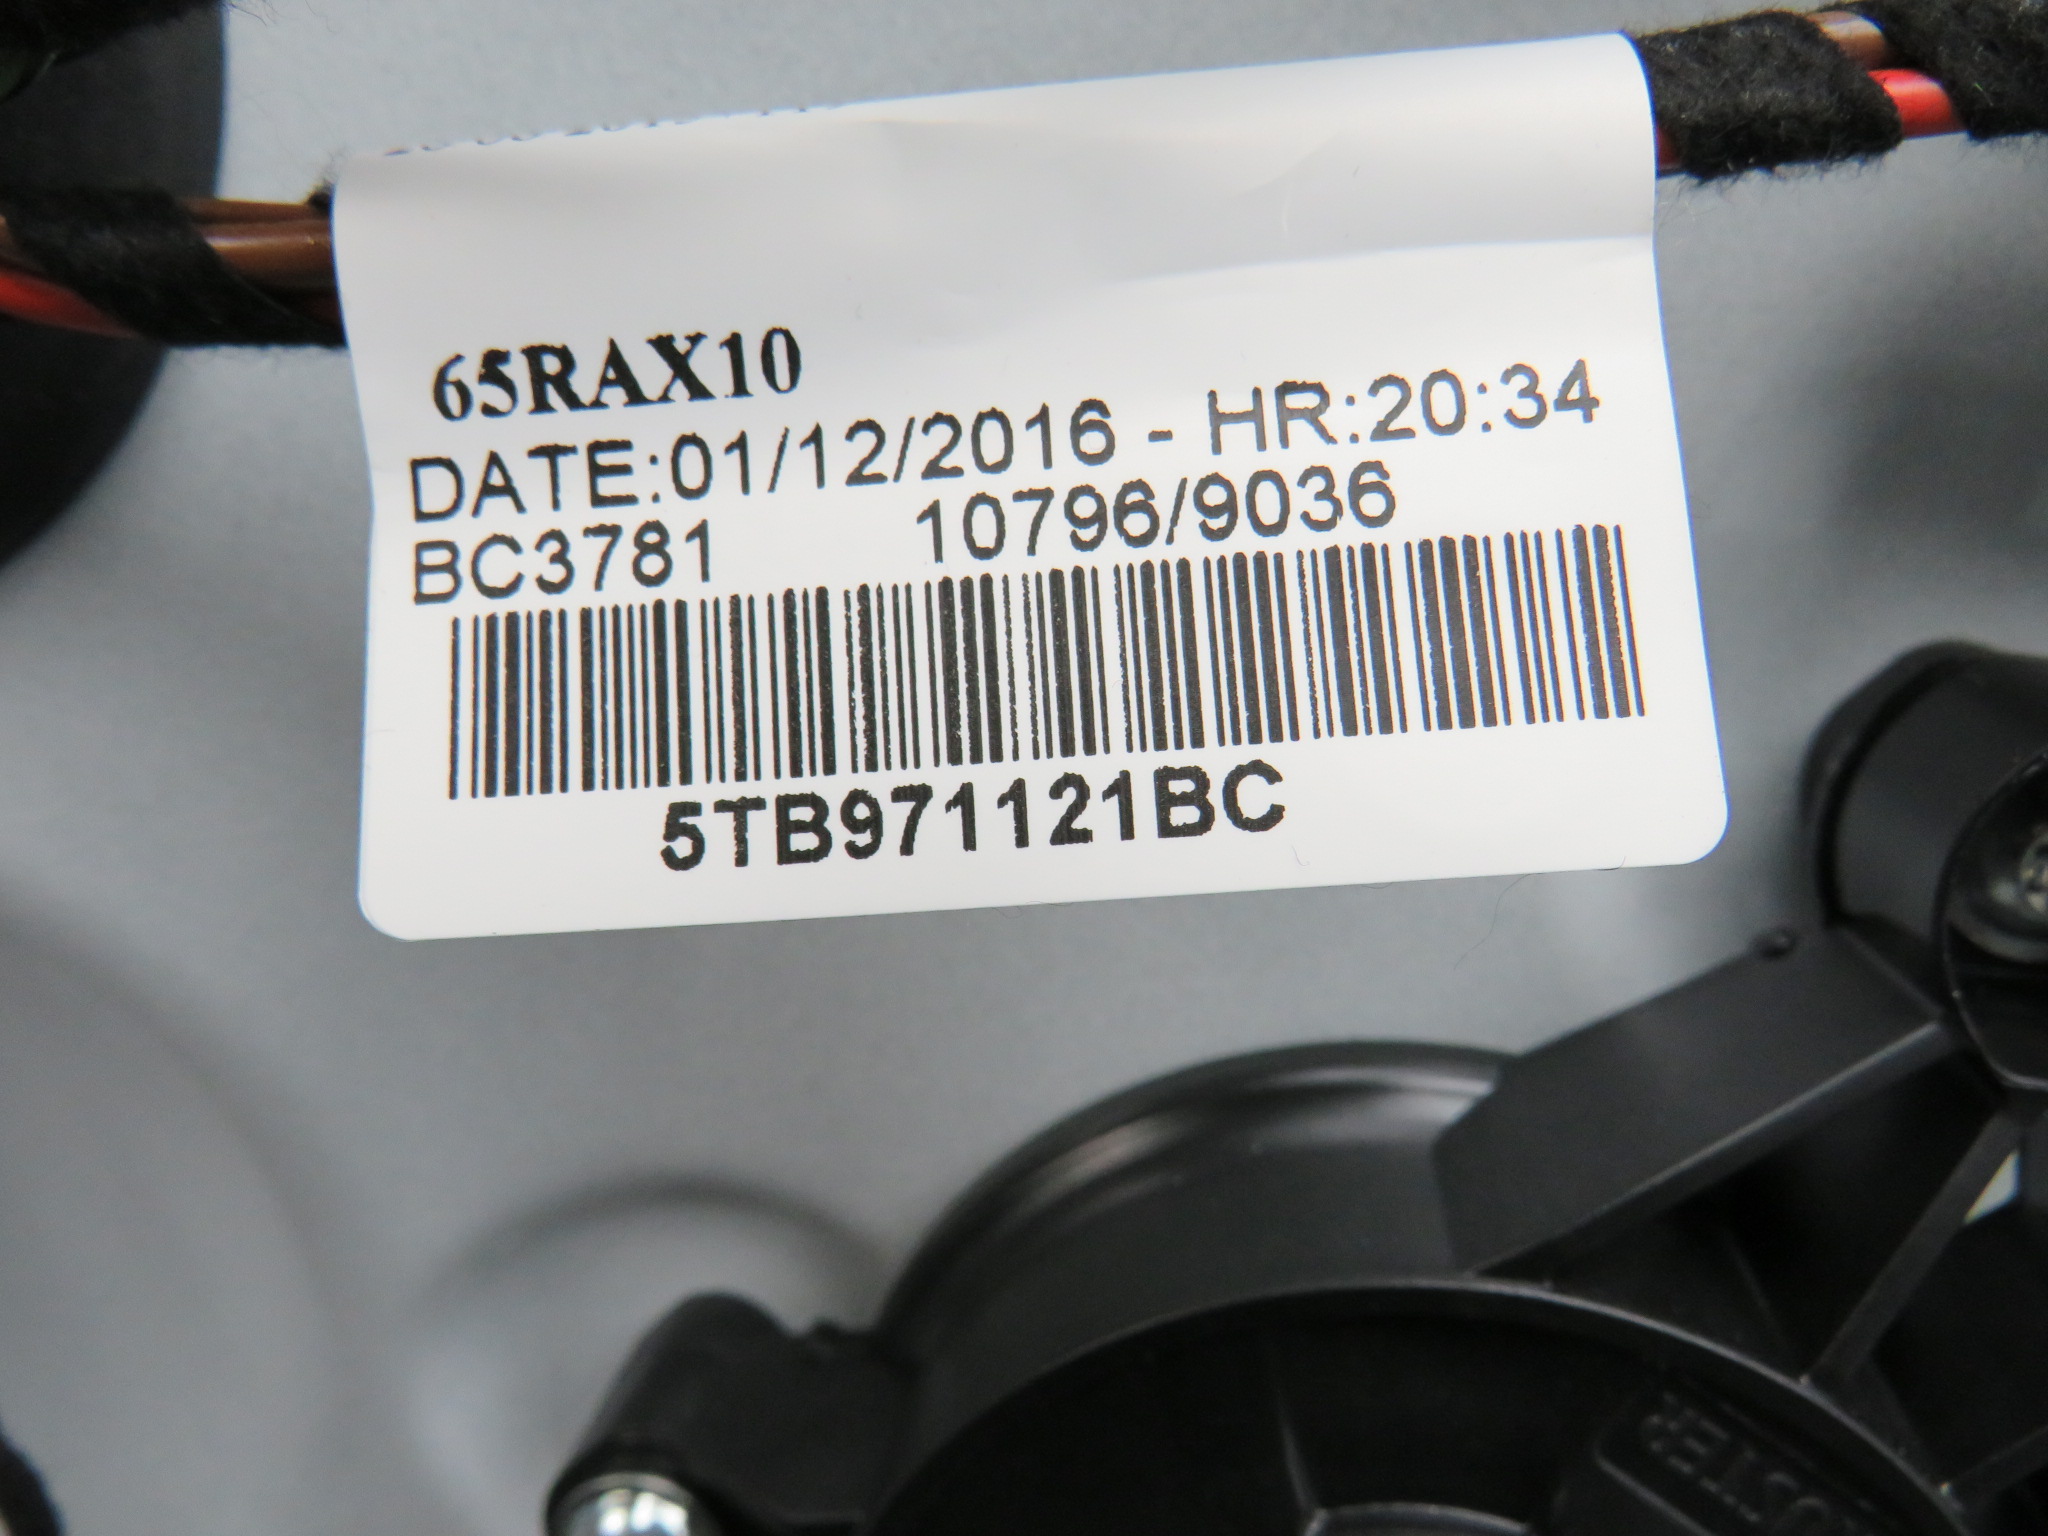 65RAX10
DATE:01/12/2016 - HR:20:34
BC3781 10796/9036
5TB971121BC